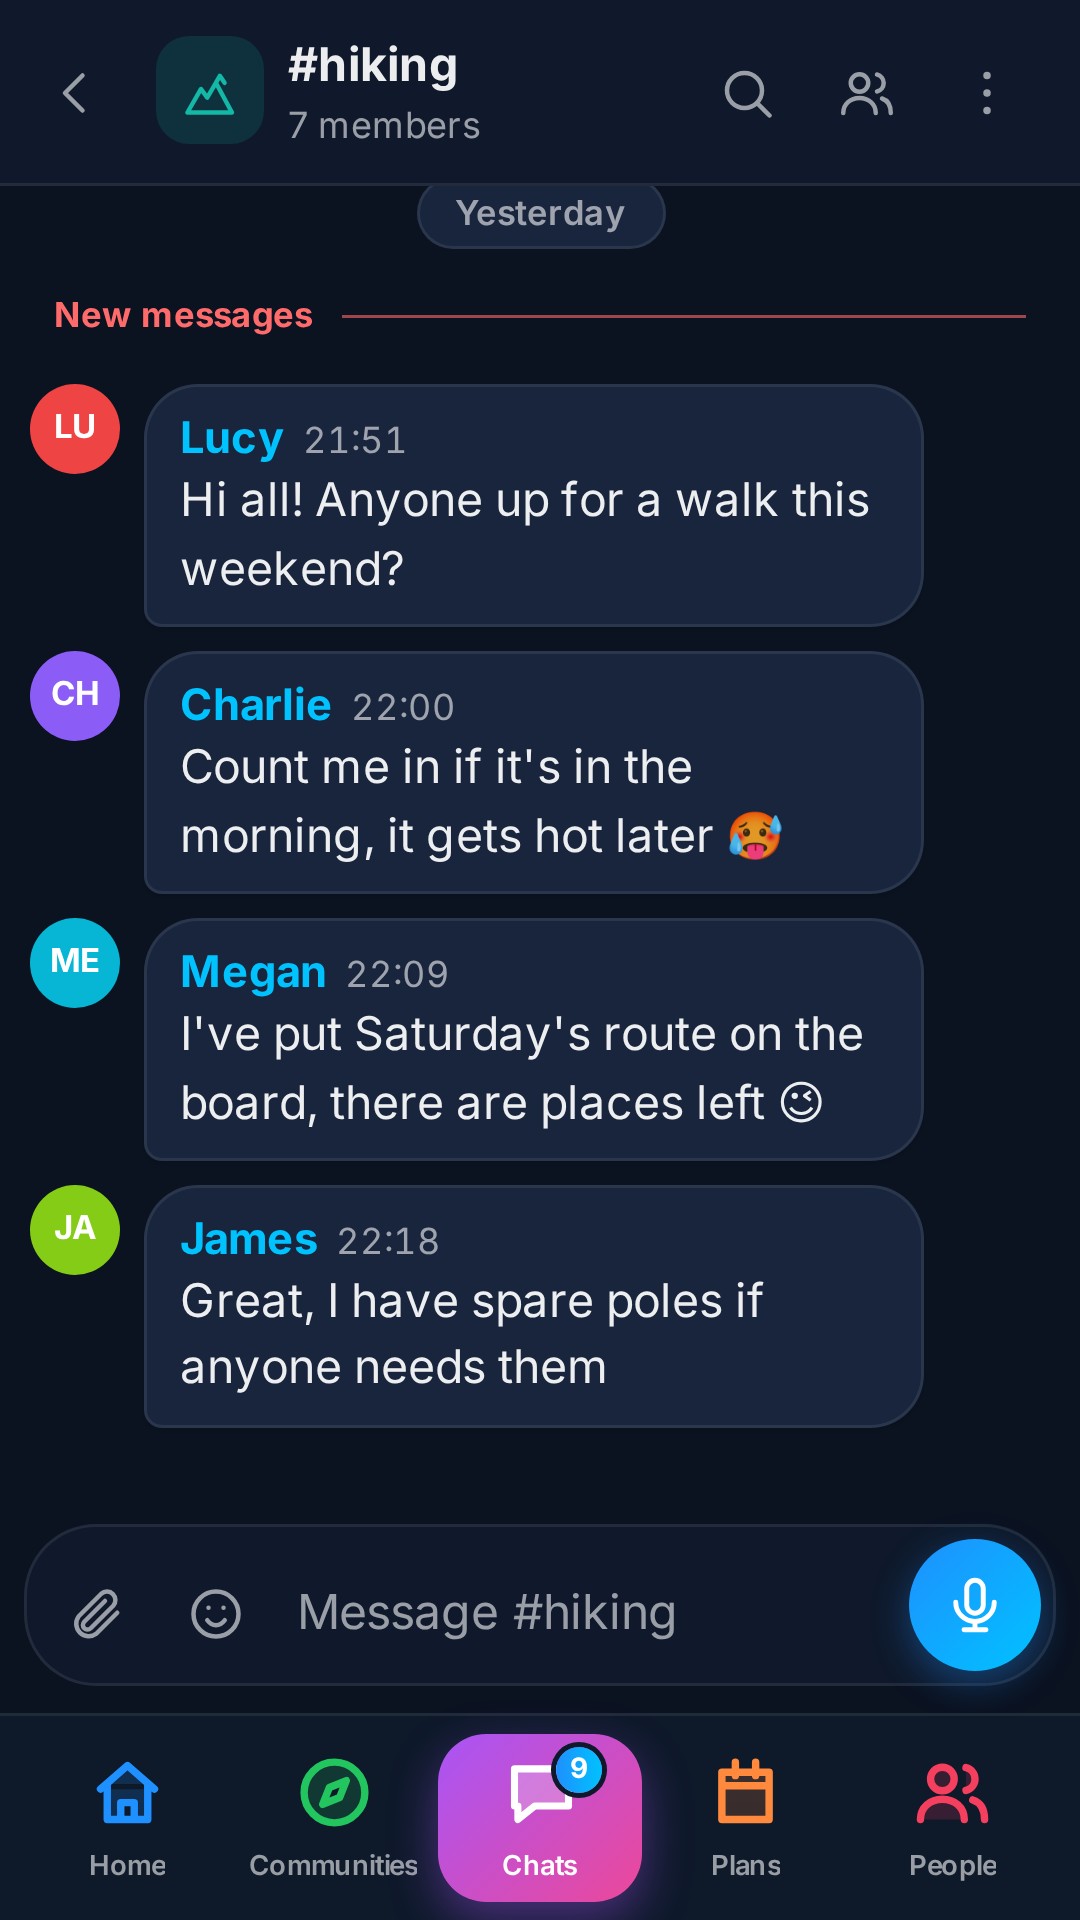 #hiking
7 members
Yesterday
New messages
LU
Lucy 21:51
Hi all! Anyone up for a walk this
weekend?
CH
Charlie 22:00
Count me in if it's in the
morning, it gets hot later 🥵
ME
Megan 22:09
I've put Saturday's route on the
board, there are places left 😉
JA
James 22:18
Great, I have spare poles if
anyone needs them
Message #hiking
9
Home Communities Chats Plans People